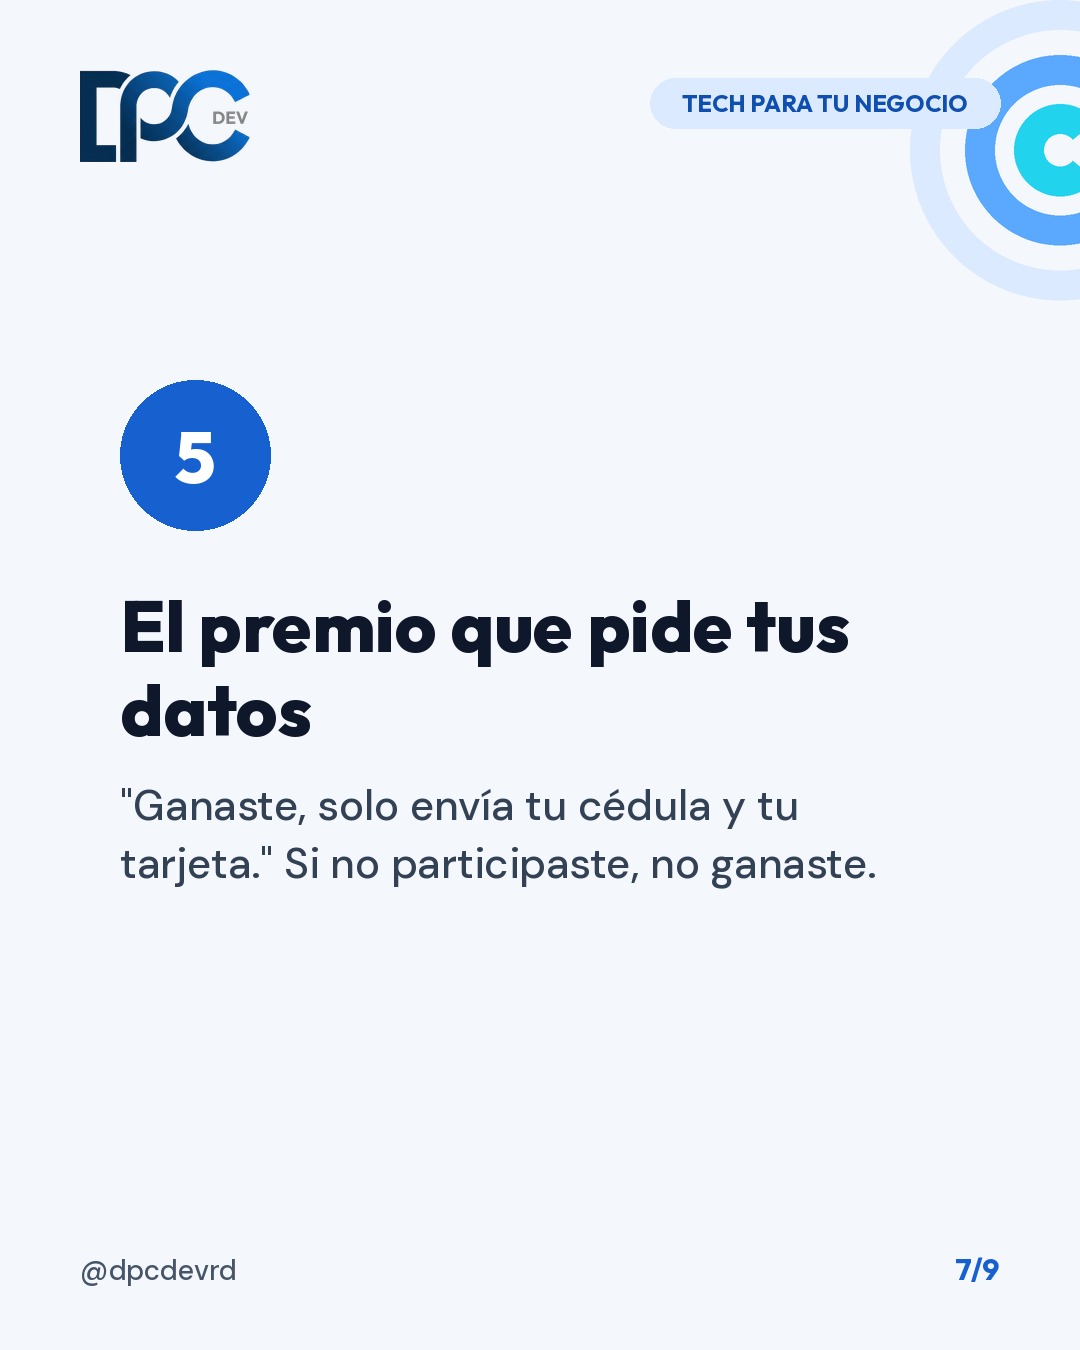 DPC DEV
TECH PARA TU NEGOCIO
5
El premio que pide tus
datos
"Ganaste, solo envía tu cédula y tu
tarjeta." Si no participaste, no ganaste.
@dpcdevrd
7/9